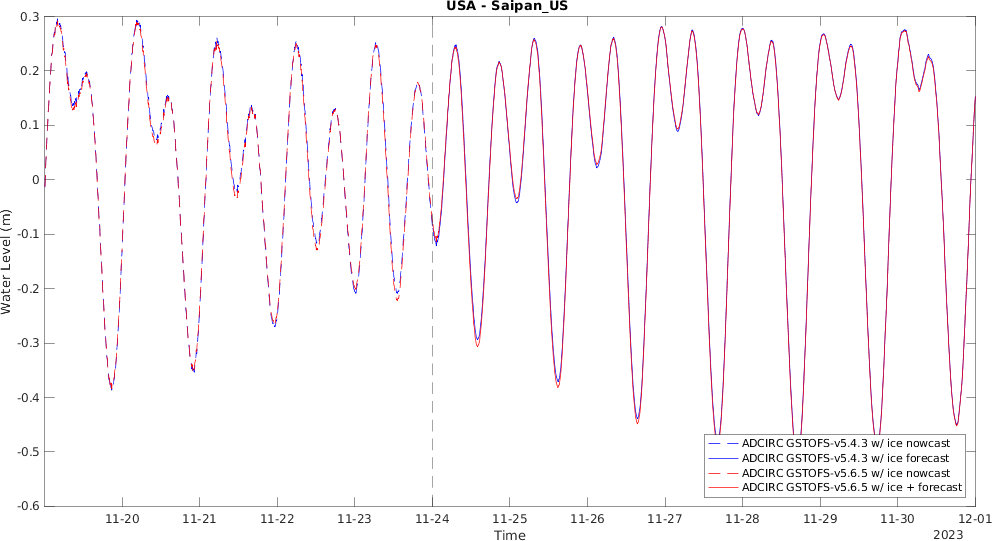 USA - Saipan_US
0.3
0.2
0.1
0
-0.1
-0.2
-0.3
-0.4
-0.5
-0.6
Water Level (m)
ADCIRC GSTOFS-v5.4.3 w/ ice nowcast
ADCIRC GSTOFS-v5.4.3 w/ ice forecast
ADCIRC GSTOFS-v5.6.5 w/ ice nowcast
ADCIRC GSTOFS-v5.6.5 w/ ice + forecast
11-20 11-21 11-22 11-23 11-24 11-25 11-26 11-27 11-28 11-29 11-30 12-01
Time
2023